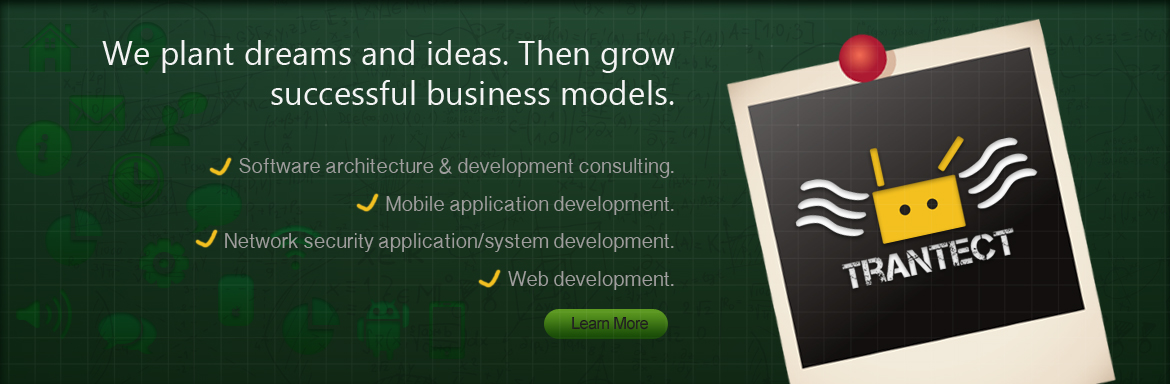 We plant dreams and ideas. Then grow
successful business models.
Software architecture & development consulting.
Mobile application development.
Network security application/system development.
Web development.
Learn More
TRANTECT